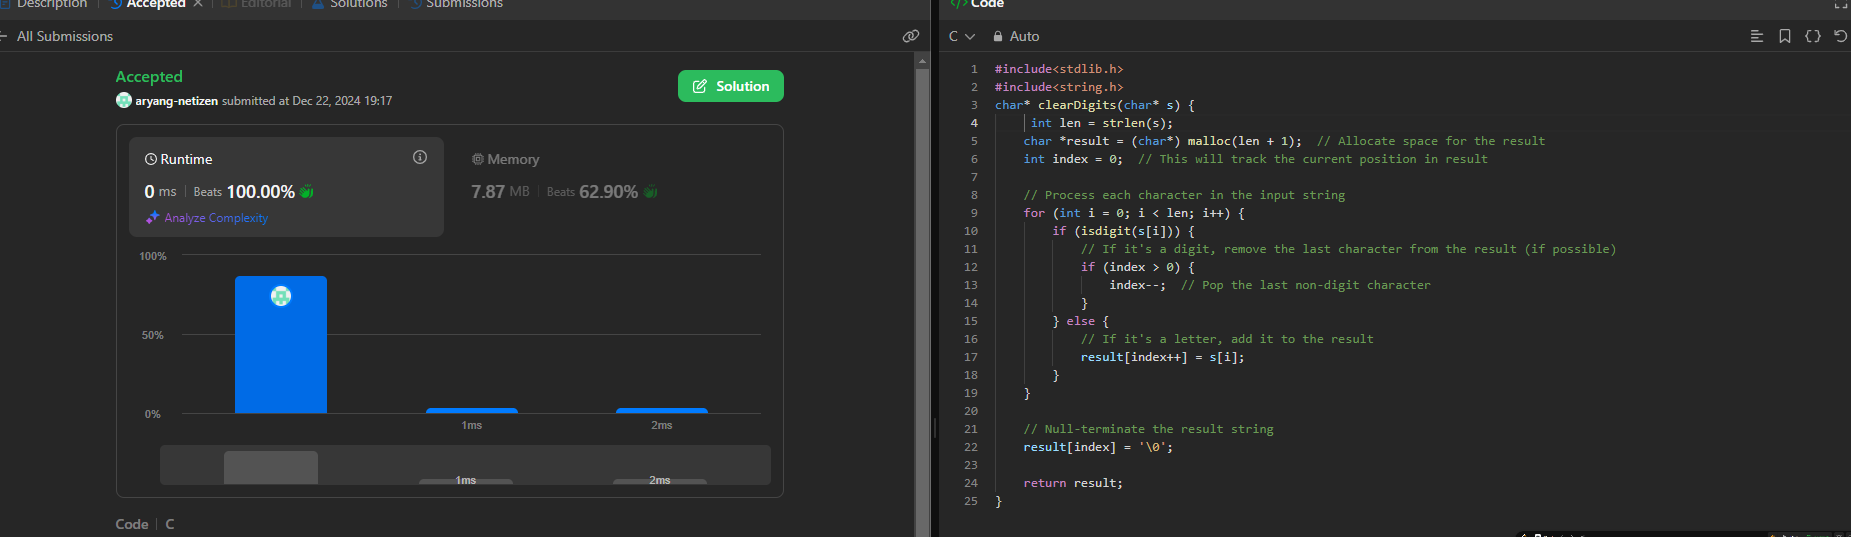 Description
Accepted
Editorial
Solutions
Submissions
All Submissions
Accepted
aryang-netizen submitted at Dec 22, 2024 19:17
Solution
Runtime
0 ms Beats 100.00%
Analyze Complexity
Memory
7.87 MB Beats 62.90%
100%
50%
0%
1ms
2ms
1ms
2ms
Code | C
</> Code
C
Auto
1 #include<stdlib.h>
2 #include<string.h>
3 char* clearDigits(char* s) {
4      int len = strlen(s);
5     char *result = (char*) malloc(len + 1);  // Allocate space for the result
6     int index = 0;  // This will track the current position in result
7
8     // Process each character in the input string
9     for (int i = 0; i < len; i++) {
10         if (isdigit(s[i])) {
11             // If it's a digit, remove the last character from the result (if possible)
12             if (index > 0) {
13                 index--;  // Pop the last non-digit character
14             }
15         } else {
16             // If it's a letter, add it to the result
17             result[index++] = s[i];
18         }
19     }
20
21     // Null-terminate the result string
22     result[index] = '\0';
23
24     return result;
25 }